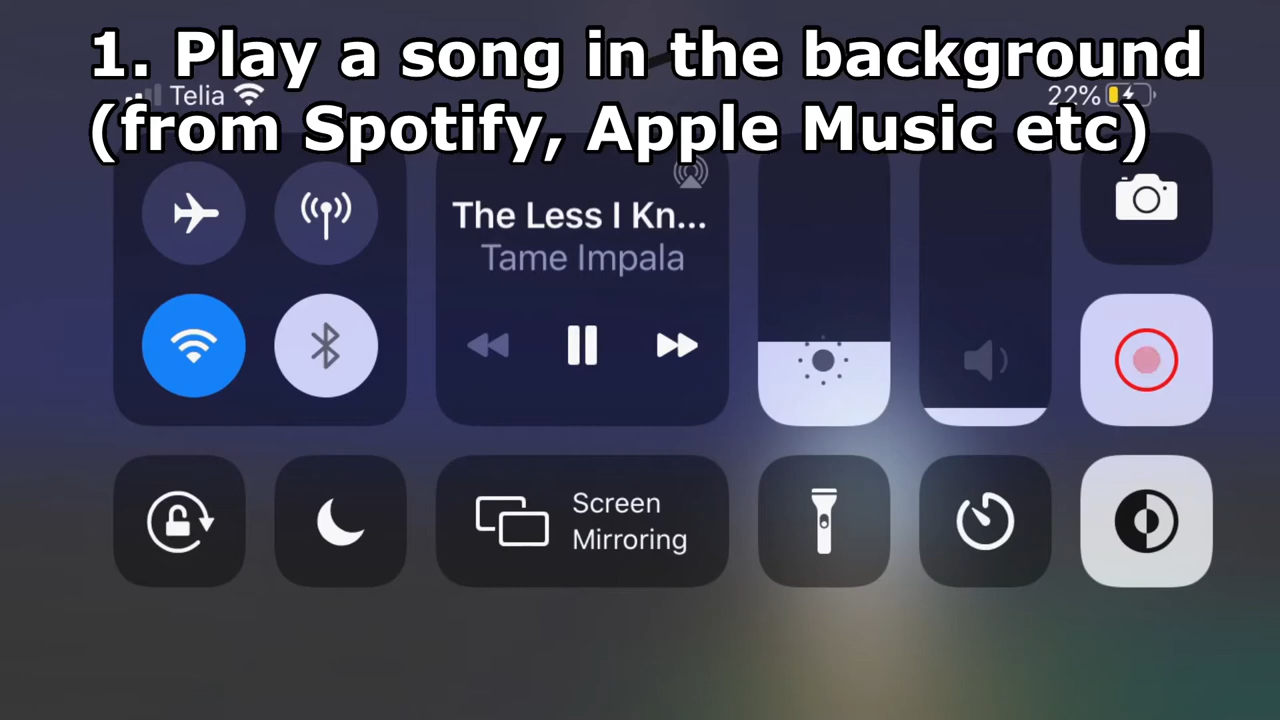 1. Play a song in the background
Telia
22%
(from Spotify, Apple Music etc)
The Less I Kn...
Tame Impala
Screen
Mirroring